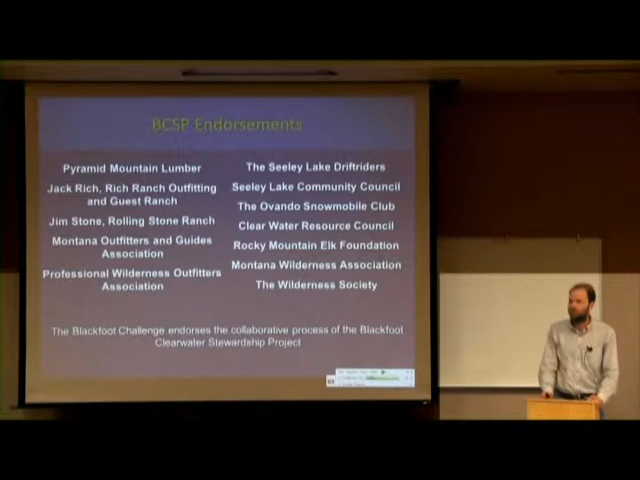 BCSP Endorsements
Pyramid Mountain Lumber
Jack Rich, Rich Ranch Outfitting
and Guest Ranch
Jim Stone, Rolling Stone Ranch
Montana Outfitters and Guides
Association
Professional Wilderness Outfitters
Association
The Seeley Lake Driftriders
Seeley Lake Community Council
The Ovando Snowmobile Club
Clear Water Resource Council
Rocky Mountain Elk Foundation
Montana Wilderness Association
The Wilderness Society
The Blackfoot Challenge endorses the collaborative process of the Blackfoot
Clearwater Stewardship Project